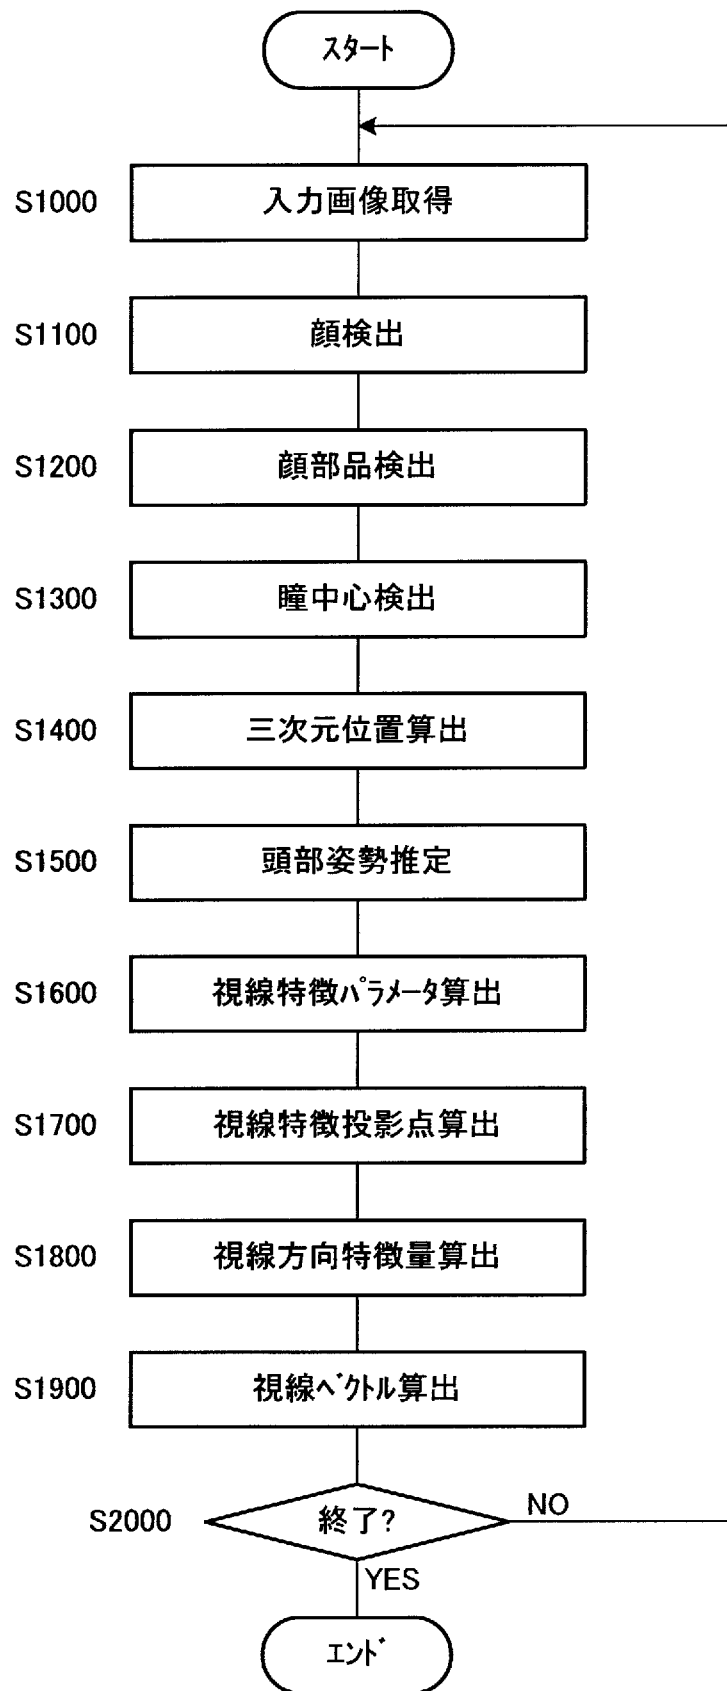 スタート
S1000 入力画像取得
S1100 顔検出
S1200 顔部品検出
S1300 瞳中心検出
S1400 三次元位置算出
S1500 頭部姿勢推定
S1600 視線特徴ﾊﾟﾗﾒｰﾀ算出
S1700 視線特徴投影点算出
S1800 視線方向特徴量算出
S1900 視線ﾍﾞｸﾄﾙ算出
S2000 終了? NO
YES
ｴﾝﾄﾞ